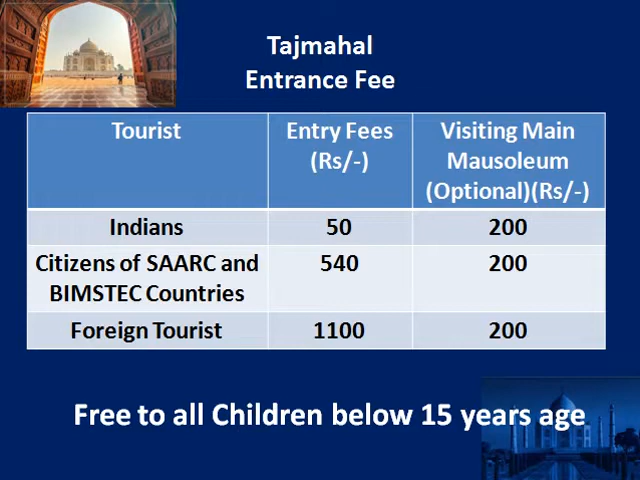 Tajmahal
Entrance Fee
Tourist
Entry Fees
(Rs/-)
Visiting Main
Mausoleum
(Optional)(Rs/-)
Indians
50
200
Citizens of SAARC and
BIMSTEC Countries
540
200
Foreign Tourist
1100
200
Free to all Children below 15 years age